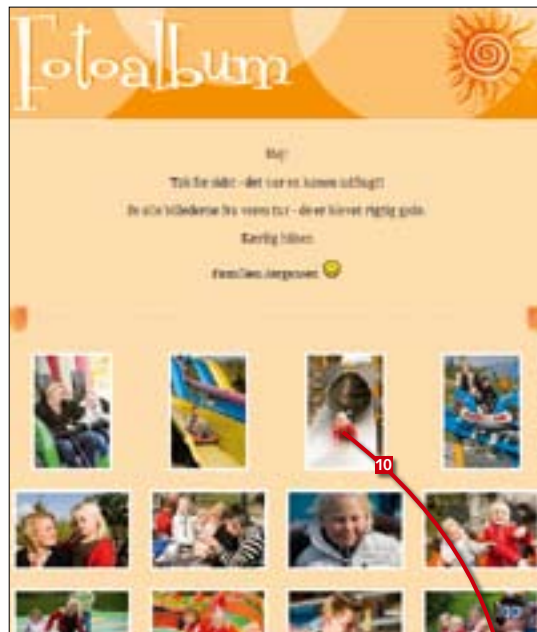 Fotoalbum
Hej!
Tak for sidst - det var en kanon udflugt!!
Se alle billederne fra vores tur - de er blevet rigtig gode.
Kærlig hilsen
Familien Jørgensen
10